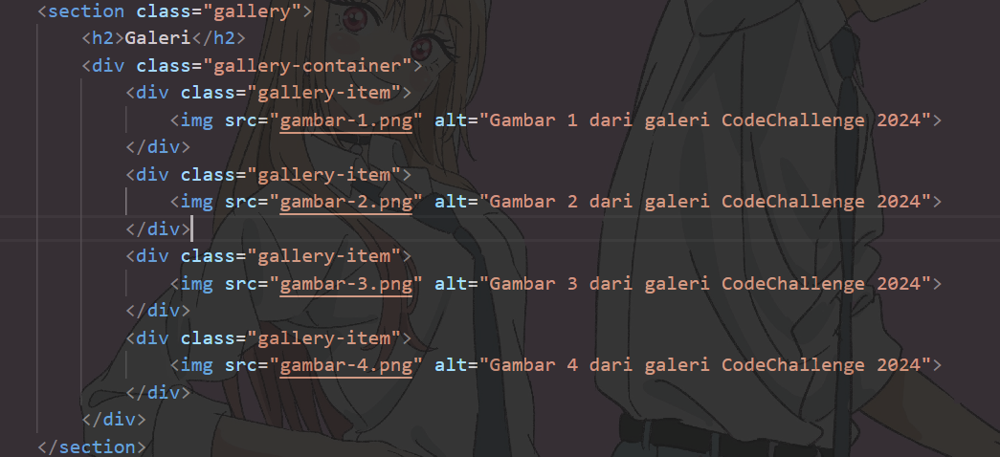 <section class="gallery">
<h2>Galeri</h2>
<div class="gallery-container">
<div class="gallery-item">
<img src="gambar-1.png" alt="Gambar 1 dari galeri CodeChallenge 2024">
</div>
<div class="gallery-item">
<img src="gambar-2.png" alt="Gambar 2 dari galeri CodeChallenge 2024">
</div>
<div class="gallery-item">
<img src="gambar-3.png" alt="Gambar 3 dari galeri CodeChallenge 2024">
</div>
<div class="gallery-item">
<img src="gambar-4.png" alt="Gambar 4 dari galeri CodeChallenge 2024">
</div>
</div>
</section>